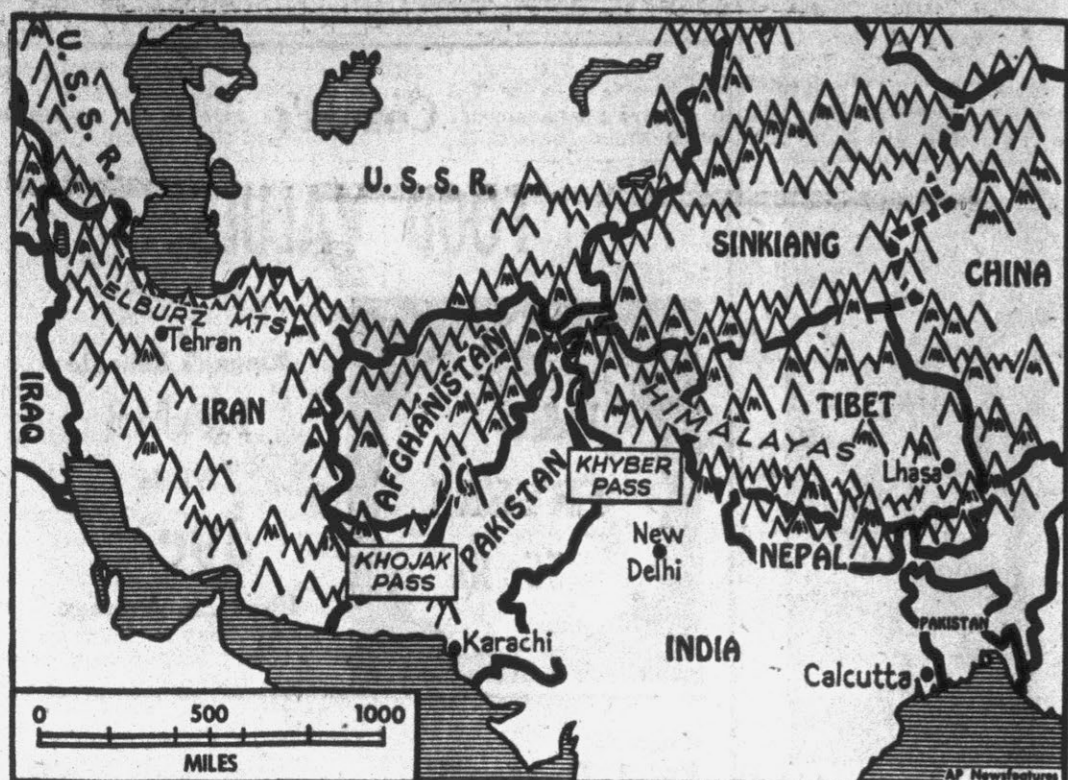 U. S. S. R.
U. S. S. R.
SINKIANG
CHINA
ELBURZ MTS.
Tehran
IRAQ
IRAN
AFGHANISTAN
HIMALAYAS
TIBET
Lhasa
KHYBER
PASS
PAKISTAN
New
Delhi
NEPAL
KHOJAK
PASS
PAKISTAN
Karachi
INDIA
Calcutta
0 500 1000
MILES
AP Newsfeatures